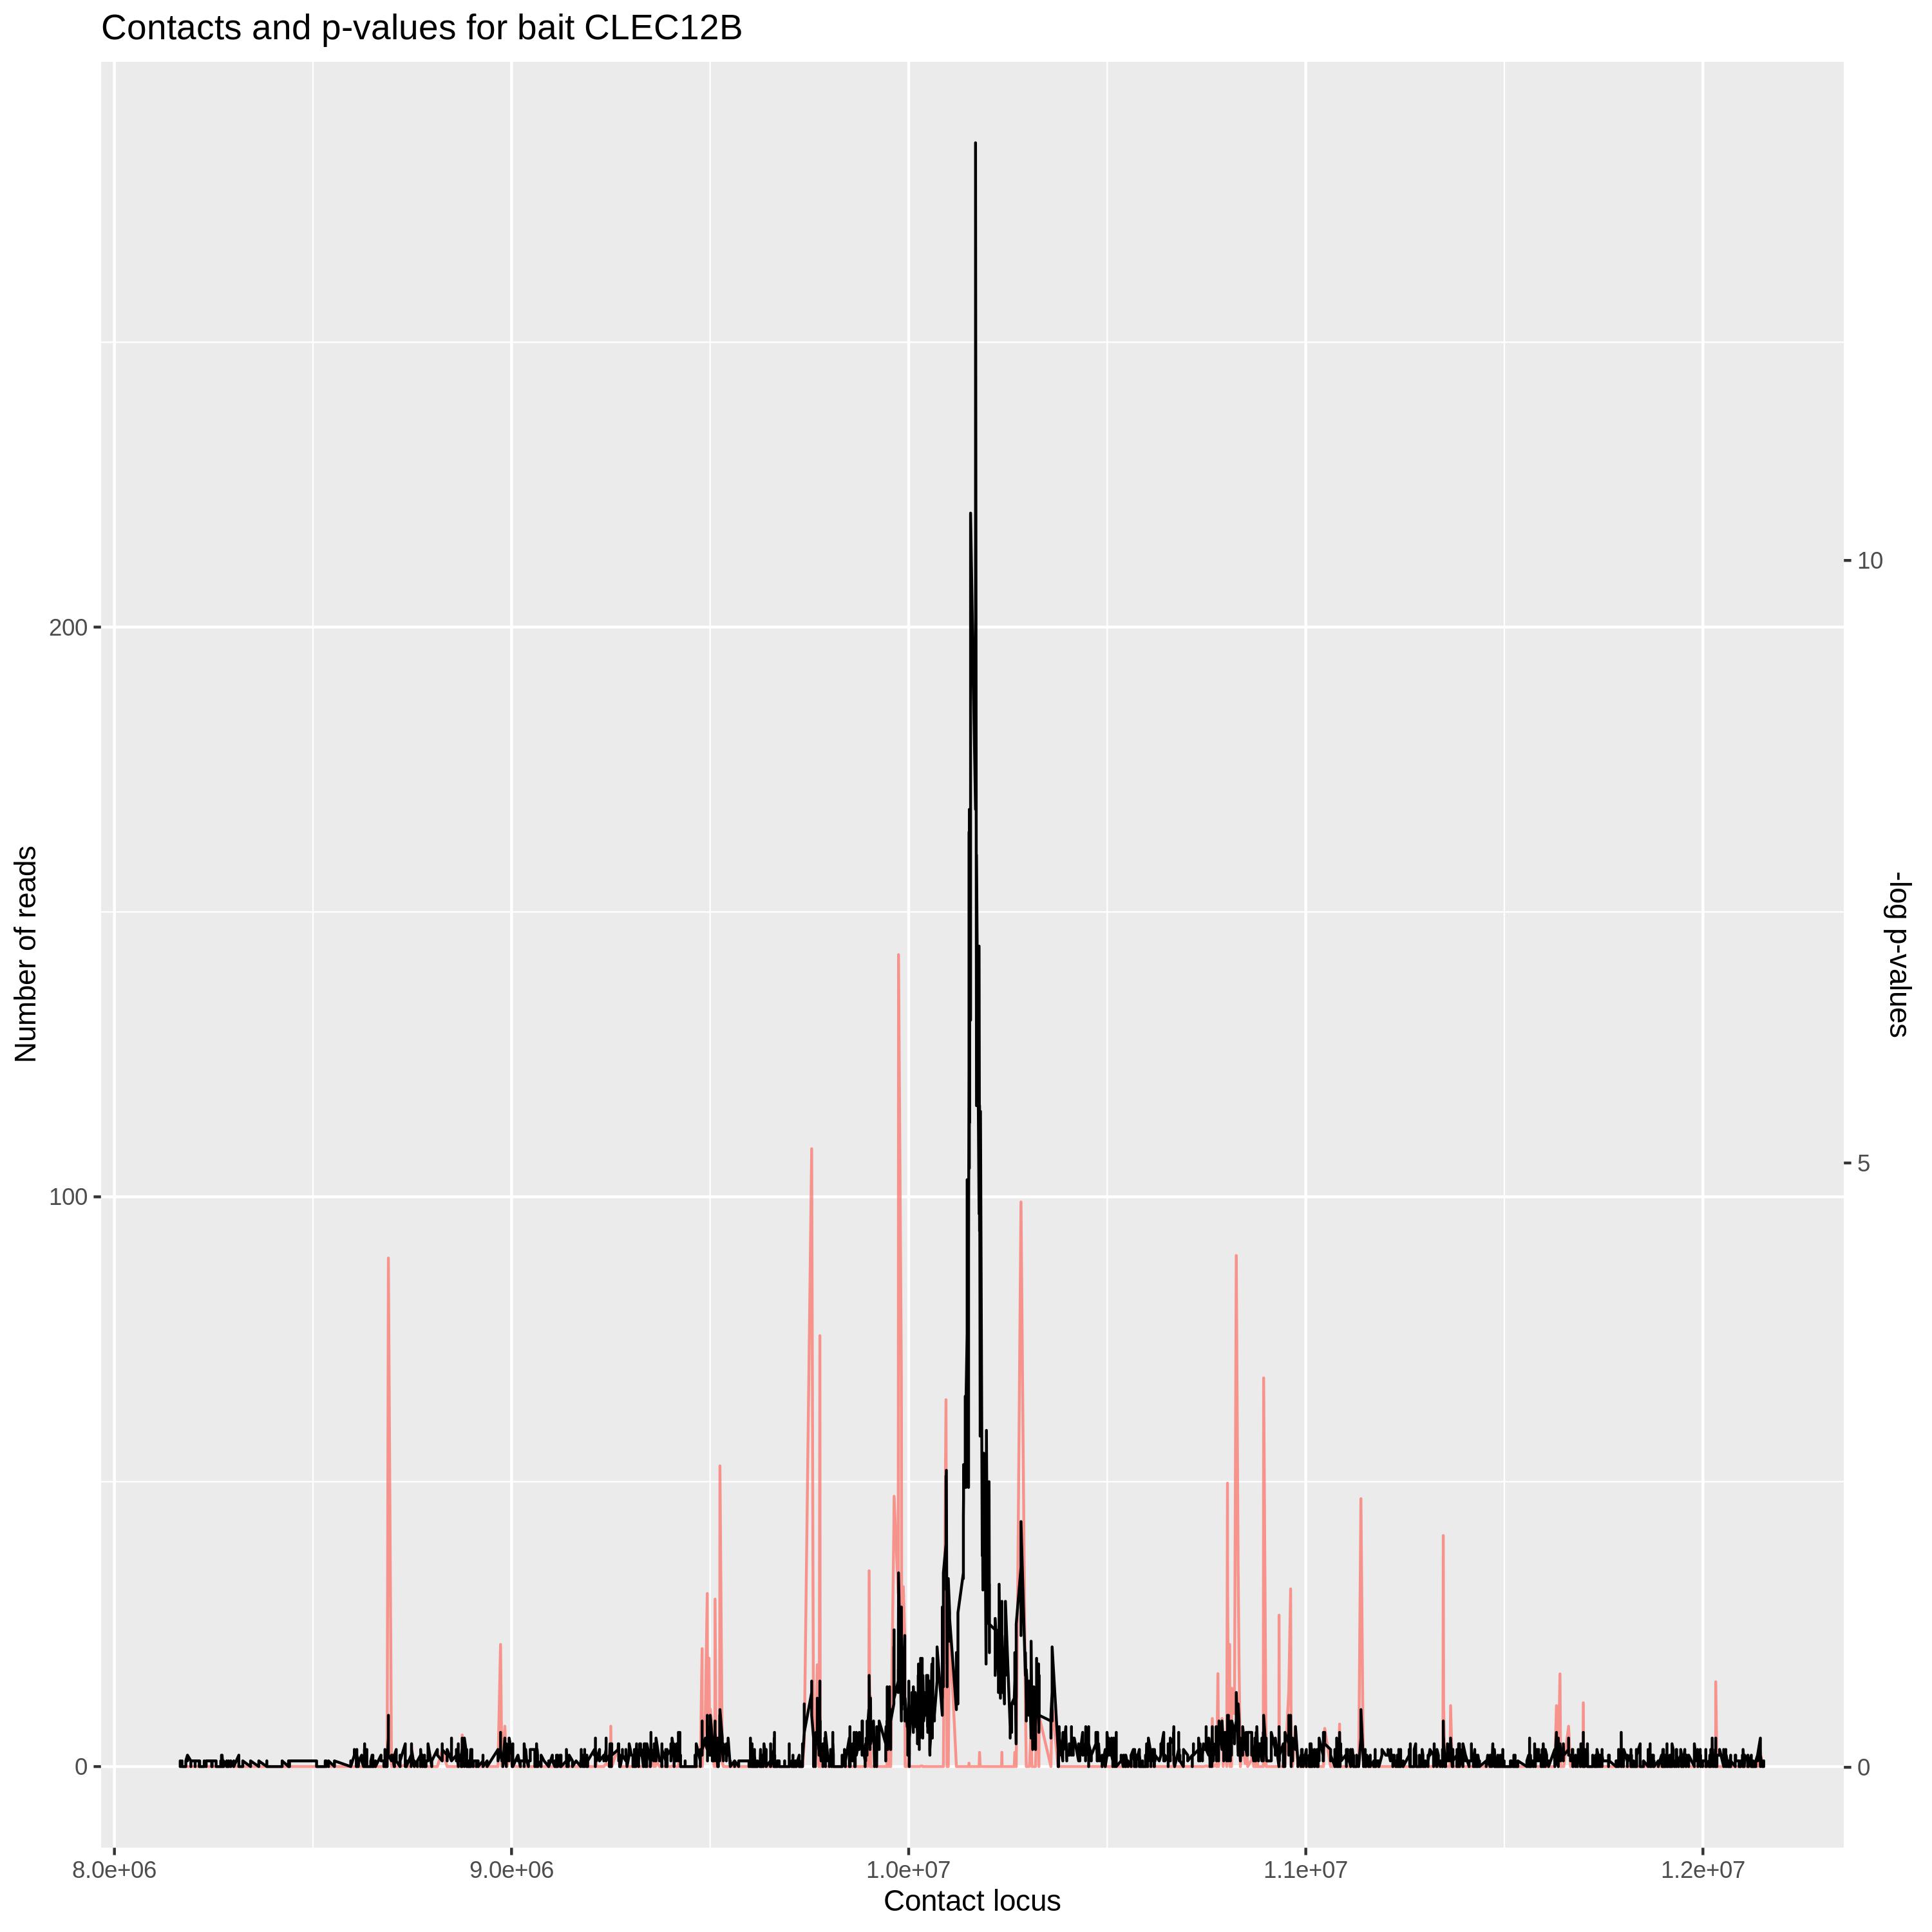 Contacts and p-values for bait CLEC12B
200
100
0
Number of reads
10
5
0
-log p-values
8.0e+06
9.0e+06
1.0e+07
1.1e+07
1.2e+07
Contact locus